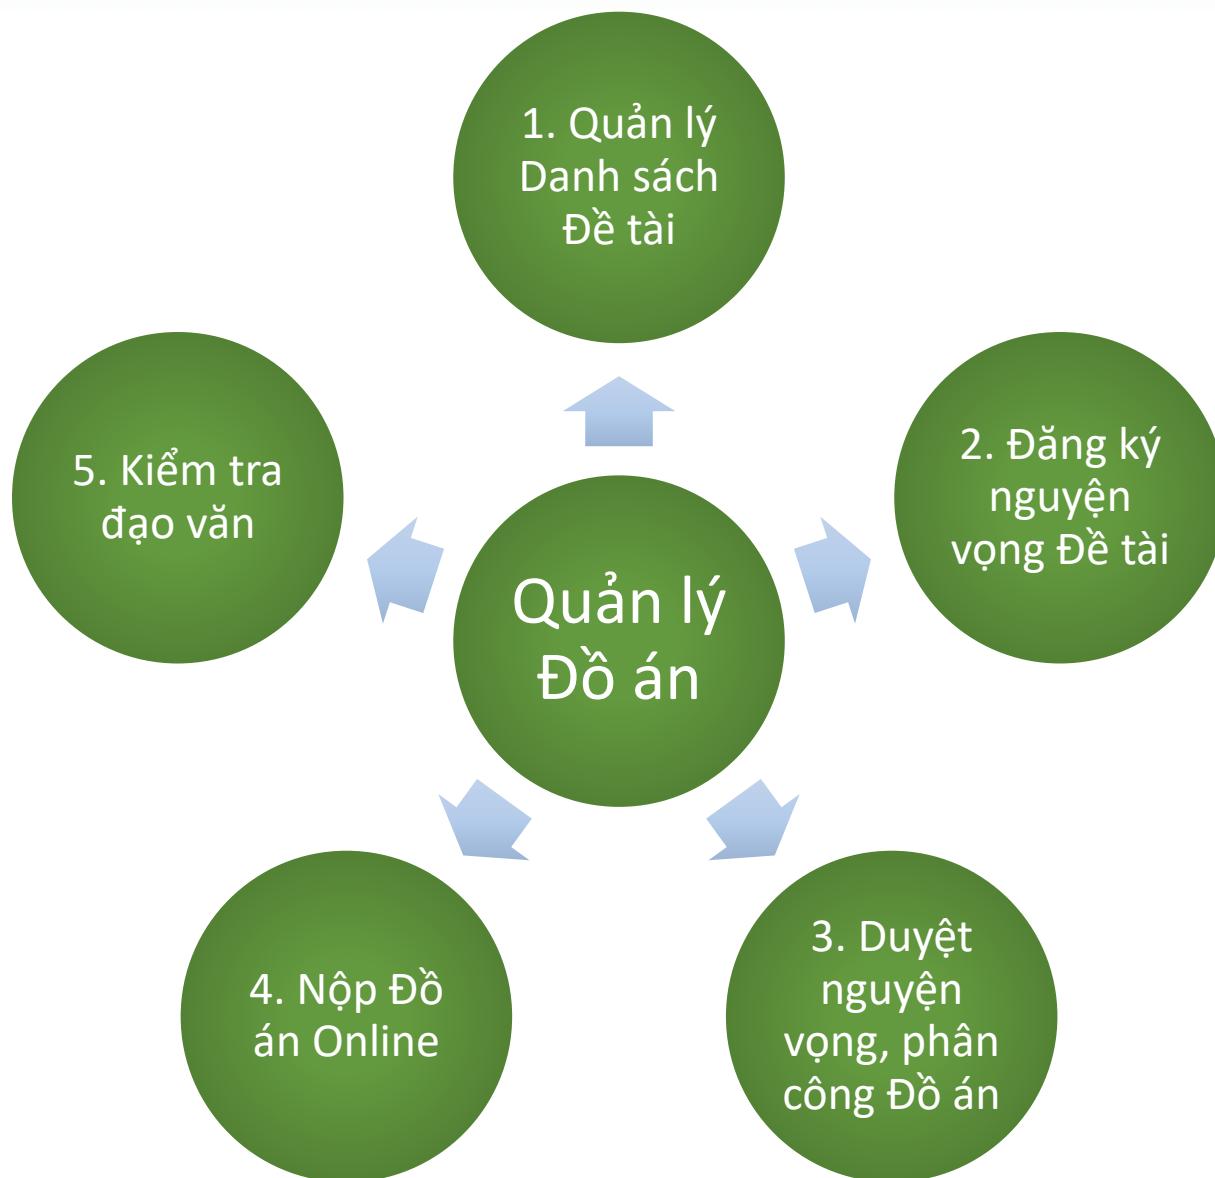 1. Quản lý
Danh sách
Đề tài
2. Đăng ký
nguyện
vọng Đề tài
3. Duyệt
nguyện
vọng, phân
công Đồ án
4. Nộp Đồ
án Online
5. Kiểm tra
đạo văn
Quản lý
Đồ án